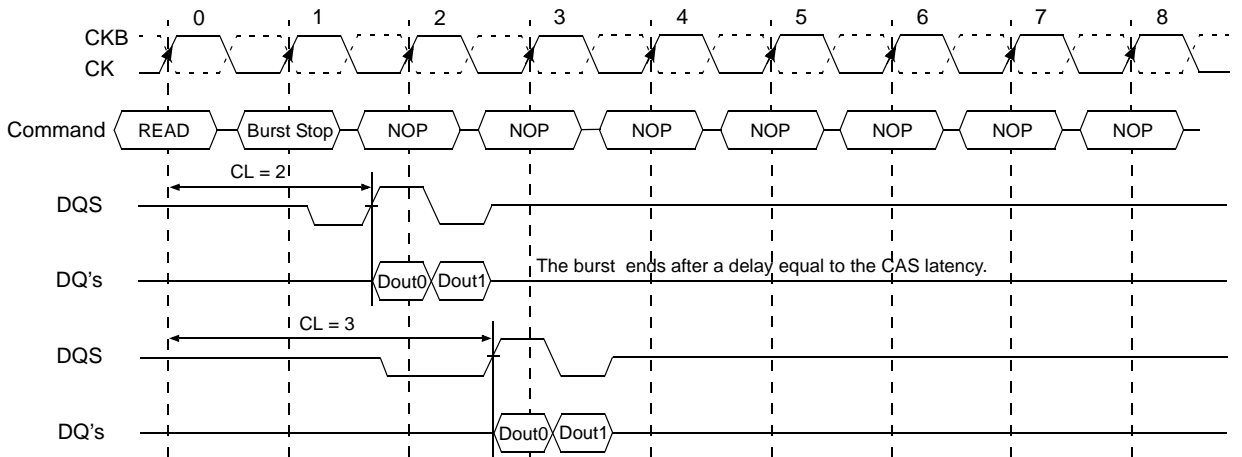 0 1 2 3 4 5 6 7 8
CKB
CK
Command READ Burst Stop NOP NOP NOP NOP NOP NOP NOP
CL = 2
DQS
DQ's Dout0 Dout1 The burst ends after a delay equal to the CAS latency.
CL = 3
DQS
DQ's Dout0 Dout1